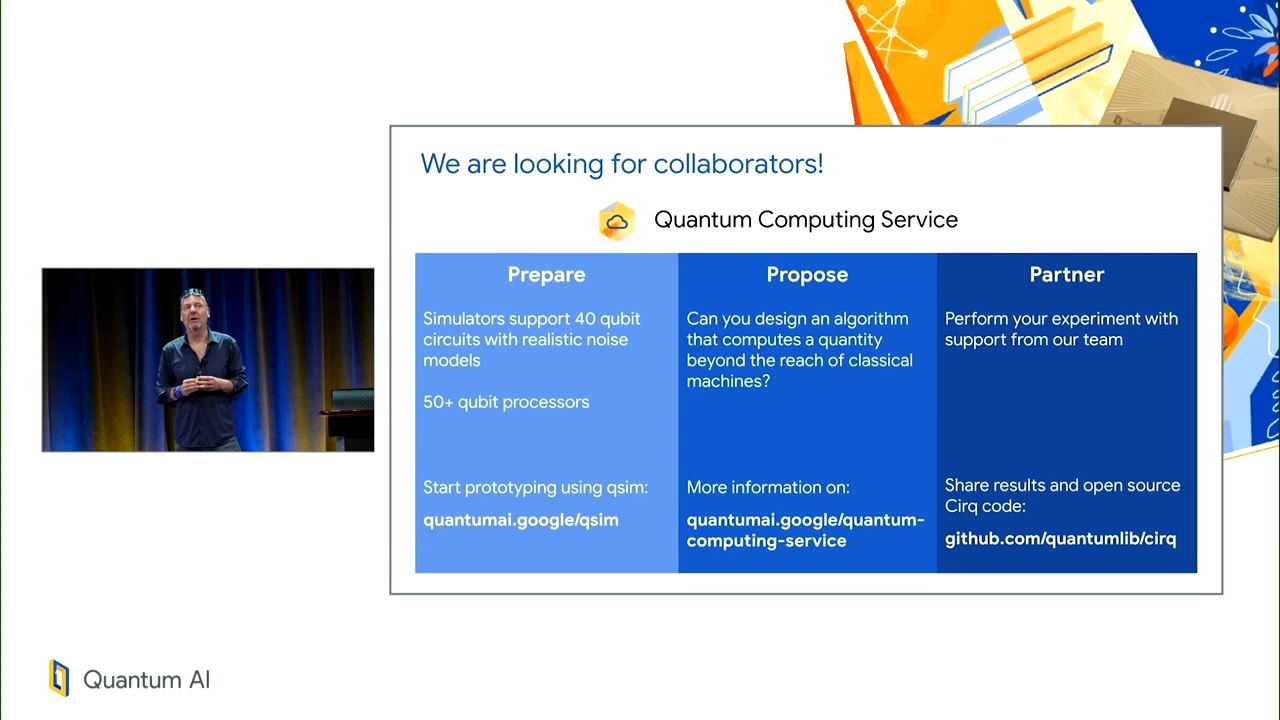 We are looking for collaborators!
Quantum Computing Service
Prepare
Simulators support 40 qubit
circuits with realistic noise
models
50+ qubit processors
Start prototyping using qsim:
quantumai.google/qsim
Propose
Can you design an algorithm
that computes a quantity
beyond the reach of classical
machines?
More information on:
quantumai.google/quantum-
computing-service
Partner
Perform your experiment with
support from our team
Share results and open source
Cirq code:
github.com/quantumlib/cirq
Quantum AI